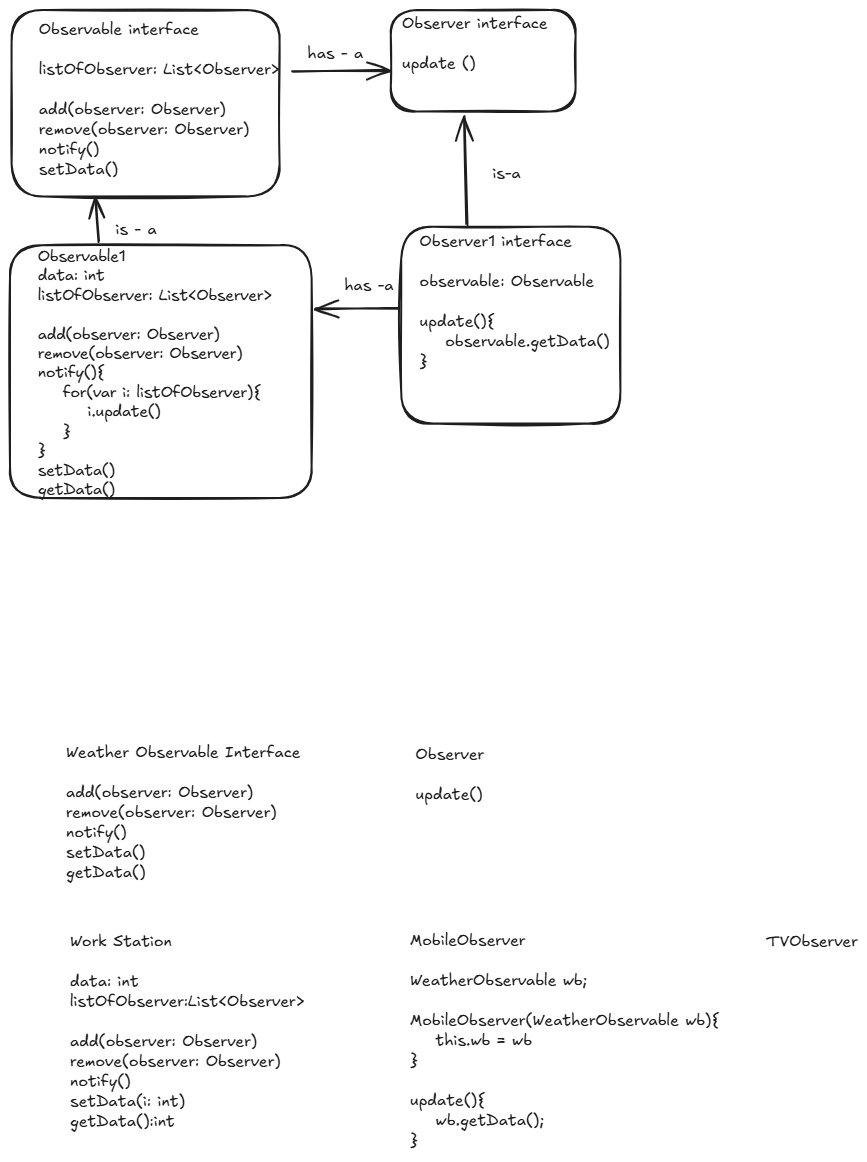 Observable interface
listOfObserver: List<Observer>
add(observer: Observer)
remove(observer: Observer)
notify()
setData()
has - a
Observer interface
update ()
is - a
is-a
Observable1
data: int
listOfObserver: List<Observer>
add(observer: Observer)
remove(observer: Observer)
notify(){
for(var i: listOfObserver){
i.update()
}
}
setData()
getData()
has -a
Observer1 interface
observable: Observable
update(){
observable.getData()
}
Weather Observable Interface
add(observer: Observer)
remove(observer: Observer)
notify()
setData()
getData()
Observer
update()
Work Station
data: int
listOfObserver:List<Observer>
add(observer: Observer)
remove(observer: Observer)
notify()
setData(i: int)
getData():int
MobileObserver
WeatherObservable wb;
MobileObserver(WeatherObservable wb){
this.wb = wb
}
update(){
wb.getData();
}
TVObserver